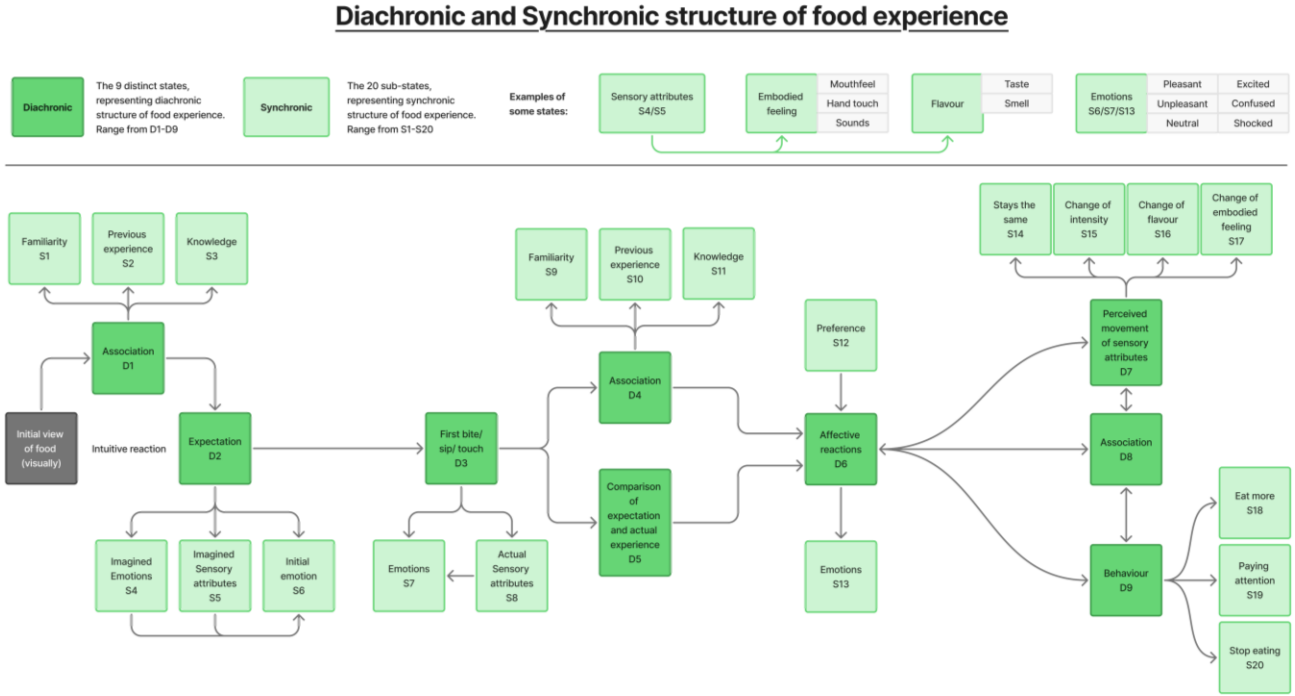 Diachronic and Synchronic structure of food experience
Diachronic
The 9 distinct states,
representing diachronic
structure of food experience.
Range from D1-D9
Synchronic
The 20 sub-states,
representing synchronic
structure of food experience.
Range from S1-S20
Examples of
some states:
Sensory attributes
S4/S5
Embodied
feeling
Mouthfeel
Hand touch
Sounds
Flavour
Taste
Smell
Emotions
S6/S7/S13
Pleasant
Excited
Unpleasant
Confused
Neutral
Shocked
Familiarity
S1
Previous
experience
S2
Knowledge
S3
Association
D1
Initial view
of food
(visually)
Intuitive reaction
Expectation
D2
Imagined
Emotions
S4
Imagined
Sensory
attributes
S5
Initial
emotion
S6
First bite/
sip/ touch
D3
Emotions
S7
Actual
Sensory
attributes
S8
Familiarity
S9
Previous
experience
S10
Knowledge
S11
Association
D4
Comparison
of
expectation
and actual
experience
D5
Preference
S12
Affective
reactions
D6
Emotions
S13
Stays the
same
S14
Change of
intensity
S15
Change of
flavour
S16
Change of
embodied
feeling
S17
Perceived
movement
of sensory
attributes
D7
Association
D8
Behaviour
D9
Eat more
S18
Paying
attention
S19
Stop eating
S20